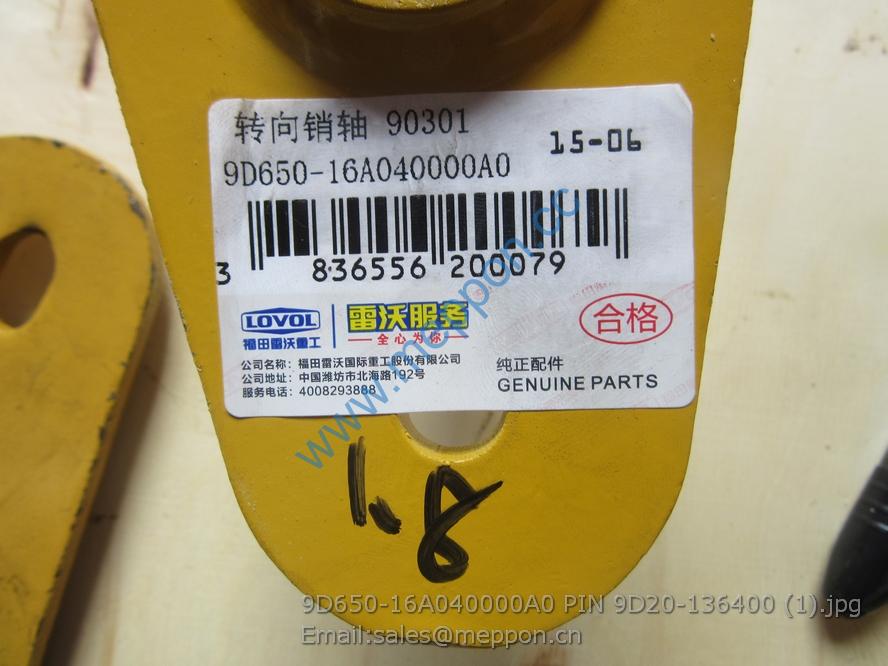 转向销轴 90301
15-06
9D650-16A040000A0
3 836556 200079
LOVOL
福田雷沃重工
雷沃服务
全心为你
合格
公司名称：福田雷沃国际重工股份有限公司
公司地址：中国潍坊市北海路192号
服务电话：4008293888
纯正配件
GENUINE PARTS
www.meppon.cc
1.8
9D650-16A040000A0 PIN 9D20-136400 (1).jpg
Email:sales@meppon.cn